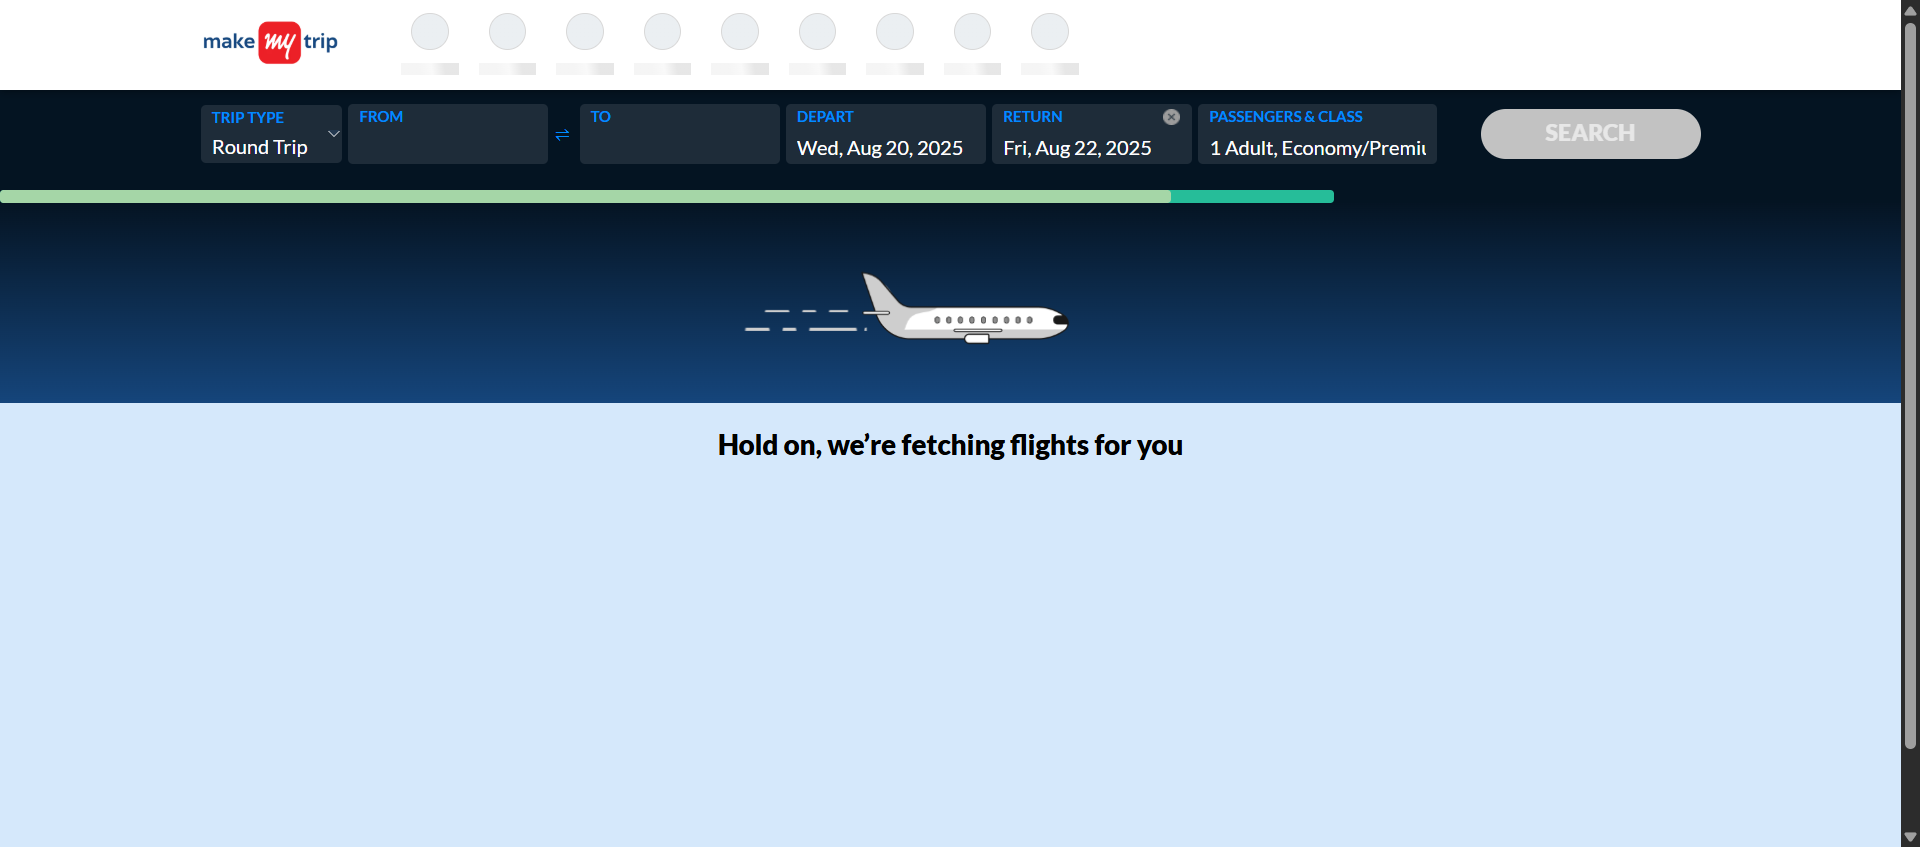 make my trip
TRIP TYPE
Round Trip
FROM
TO
DEPART
Wed, Aug 20, 2025
RETURN
Fri, Aug 22, 2025
PASSENGERS & CLASS
1 Adult, Economy/Premiu
SEARCH
Hold on, we’re fetching flights for you